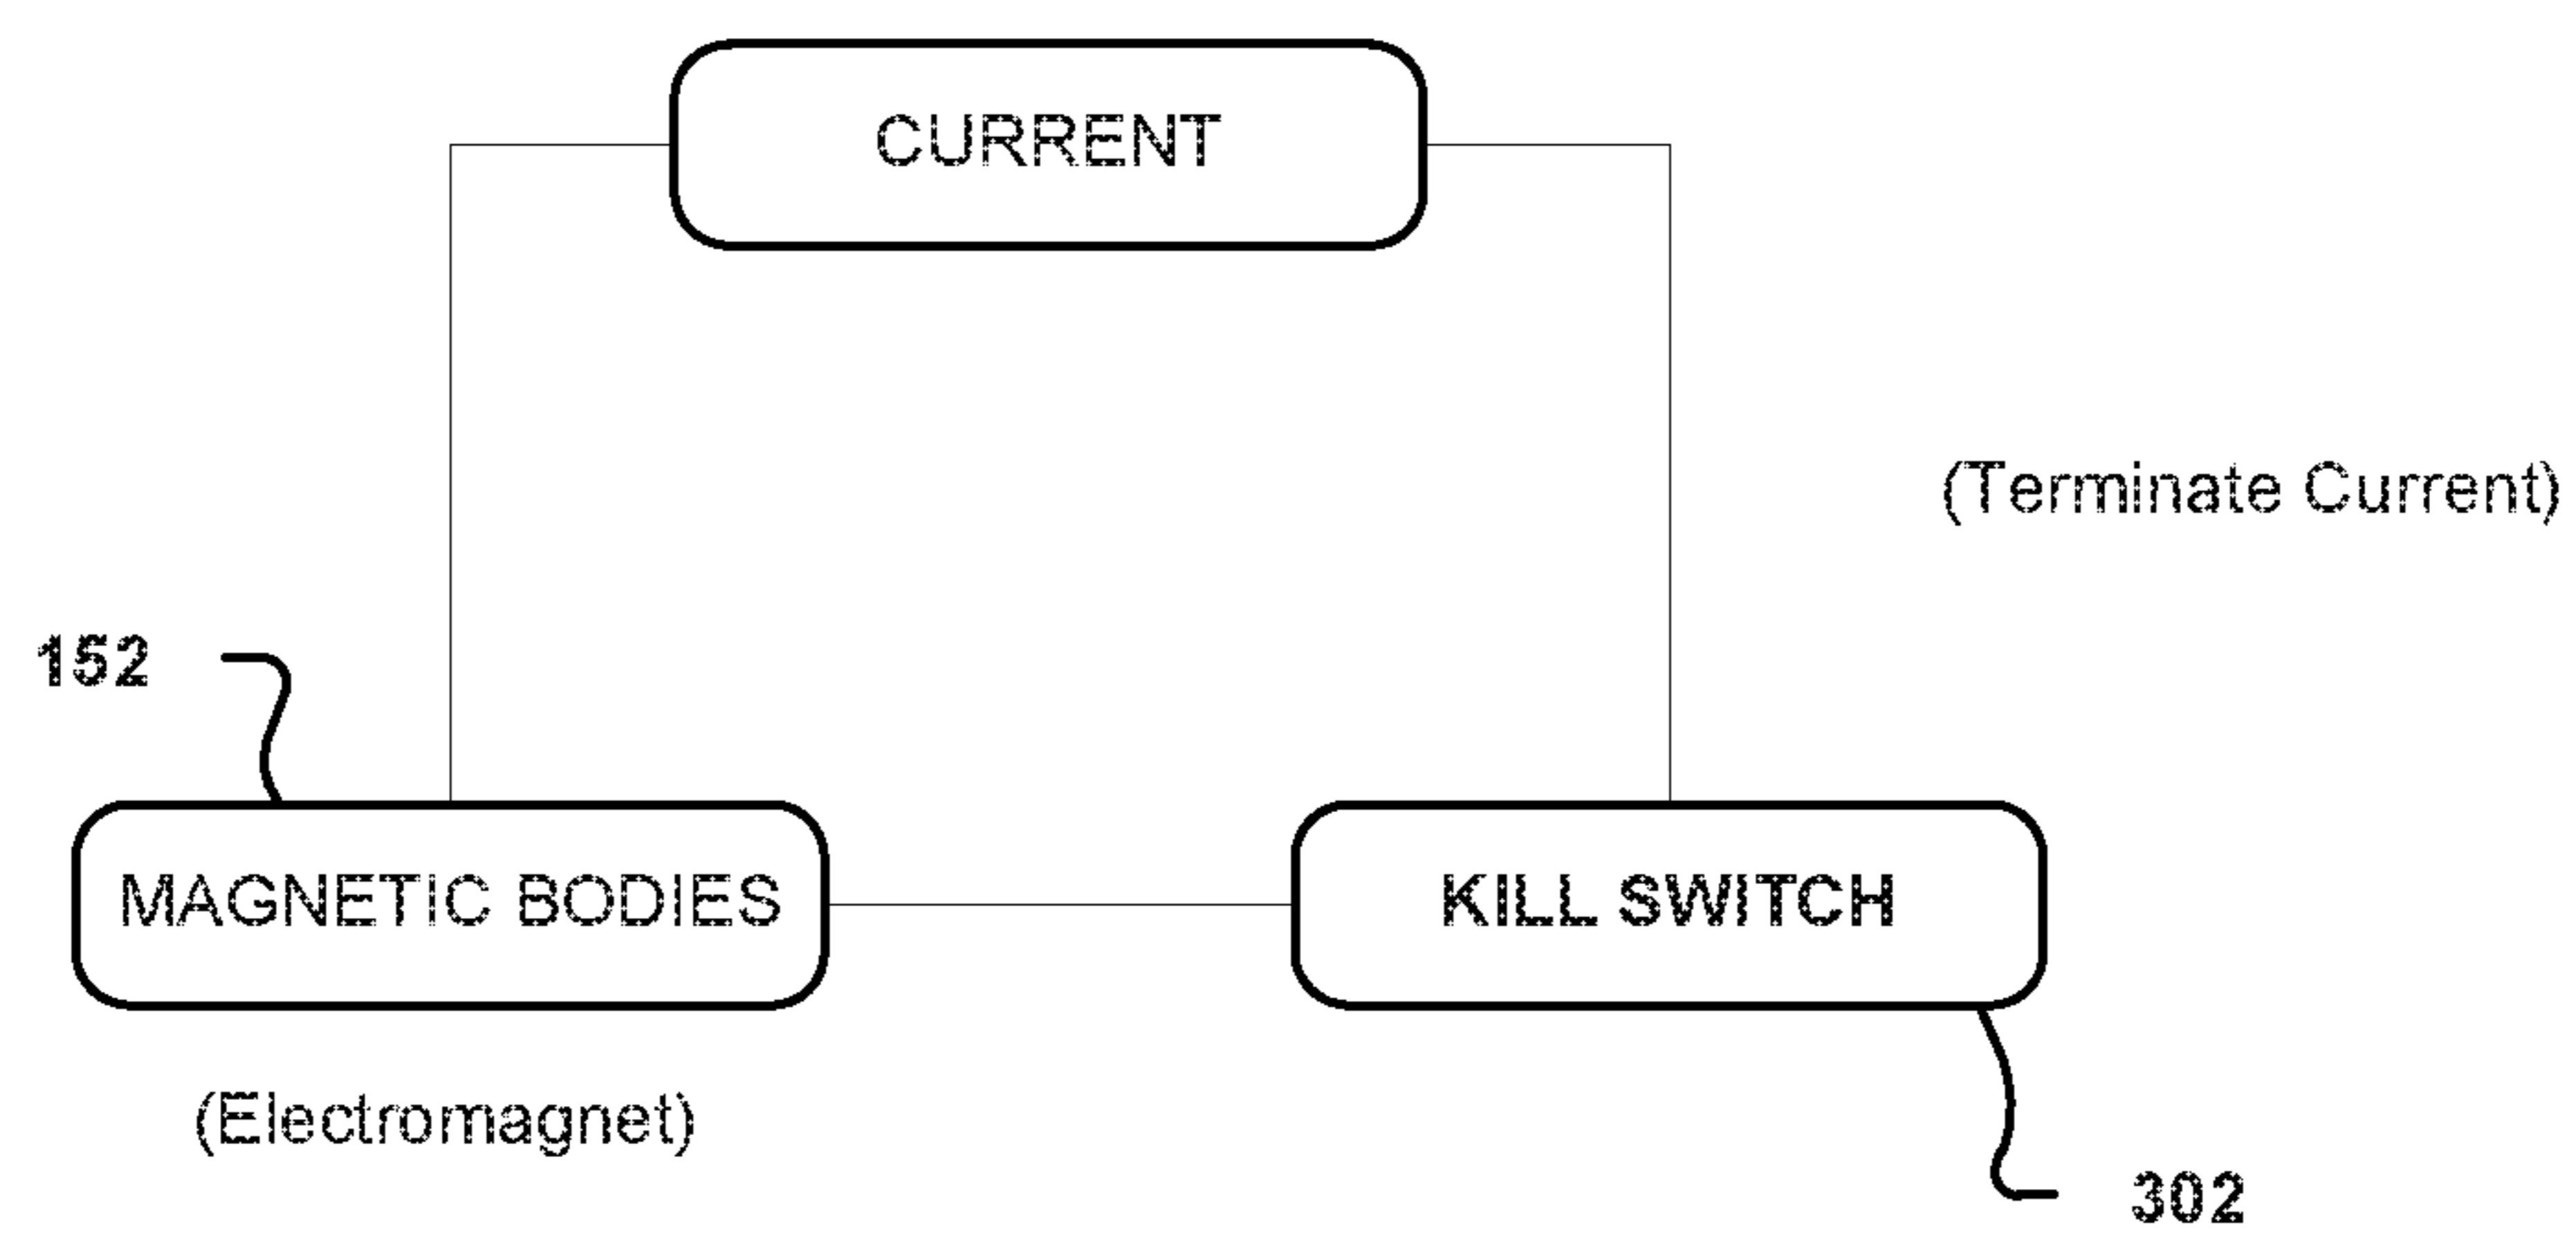 CURRENT
(Terminate Current)
152
MAGNETIC BODIES
KILL SWITCH
(Electromagnet)
302